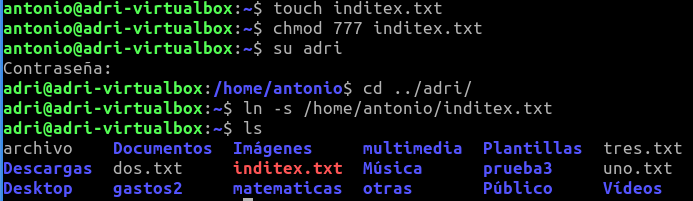 antonio@adri-virtualbox:~$ touch inditex.txt
antonio@adri-virtualbox:~$ chmod 777 inditex.txt
antonio@adri-virtualbox:~$ su adri
Contraseña:
adri@adri-virtualbox:/home/antonio$ cd ../adri/
adri@adri-virtualbox:~$ ln -s /home/antonio/inditex.txt
adri@adri-virtualbox:~$ ls
archivo Documentos Imágenes multimedia Plantillas tres.txt
Descargas dos.txt inditex.txt Música prueba3 uno.txt
Desktop gastos2 matematicas otras Público Vídeos